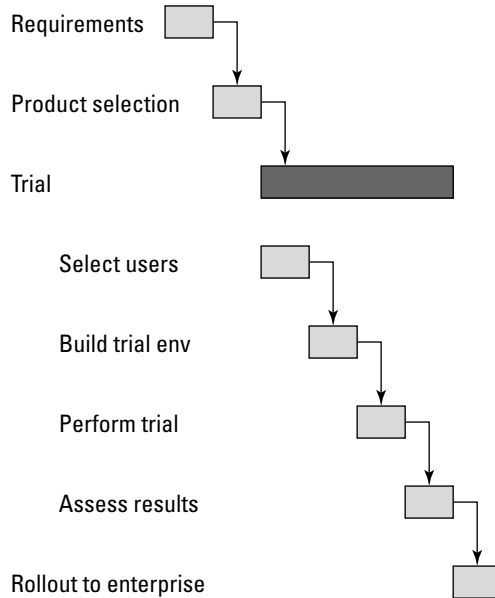 Requirements
Product selection
Trial
Select users
Build trial env
Perform trial
Assess results
Rollout to enterprise